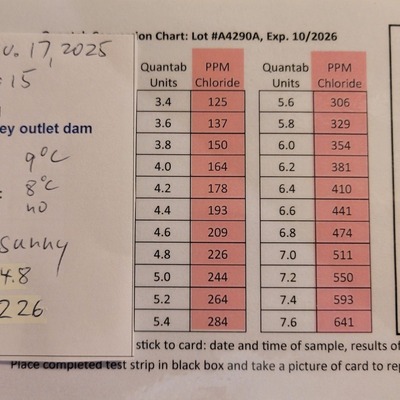 ion Chart: Lot #A4290A, Exp. 10/2026
17, 2025
:15
ey outlet dam
9°C
8°C
no
sunny
4.8
226
Quantab Units PPM Chloride Quantab Units PPM Chloride
3.4 125 5.6 306
3.6 137 5.8 329
3.8 150 6.0 354
4.0 164 6.2 381
4.2 178 6.4 410
4.4 193 6.6 441
4.6 209 6.8 474
4.8 226 7.0 511
5.0 244 7.2 550
5.2 264 7.4 593
5.4 284 7.6 641
stick to card: date and time of sample, results of
Place completed test strip in black box and take a picture of card to rep